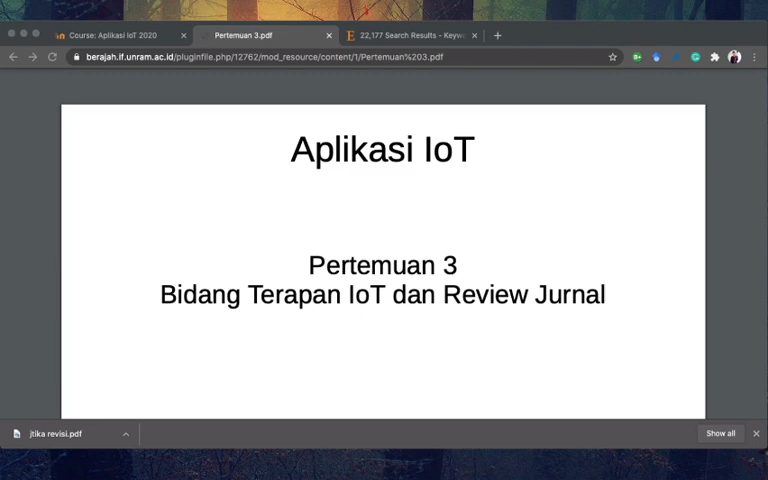 Course: Aplikasi IoT 2020
Pertemuan 3.pdf
22,177 Search Results - Keyw
berajah.if.unram.ac.id/pluginfile.php/12762/mod_resource/content/1/Pertemuan%203.pdf
Aplikasi IoT
Pertemuan 3
Bidang Terapan IoT dan Review Jurnal
jtika revisi.pdf
Show all